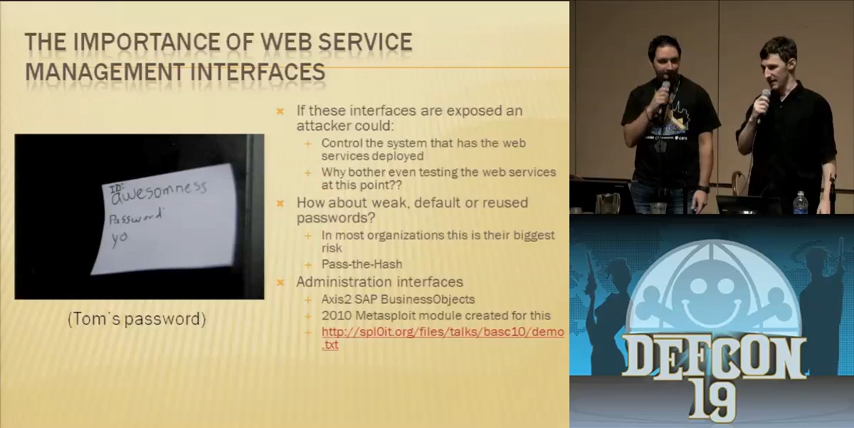 THE IMPORTANCE OF WEB SERVICE
MANAGEMENT INTERFACES
If these interfaces are exposed an
attacker could:
Control the system that has the web
services deployed
Why bother even testing the web services
at this point??
How about weak, default or reused
passwords?
In most organizations this is their biggest
risk
Pass-the-Hash
Administration interfaces
Axis2 SAP BusinessObjects
2010 Metasploit module created for this
http://spl0it.org/files/talks/basc10/demo
.txt
ID:
awesomness
Password:
yo
(Tom's password)
DEFCON
19